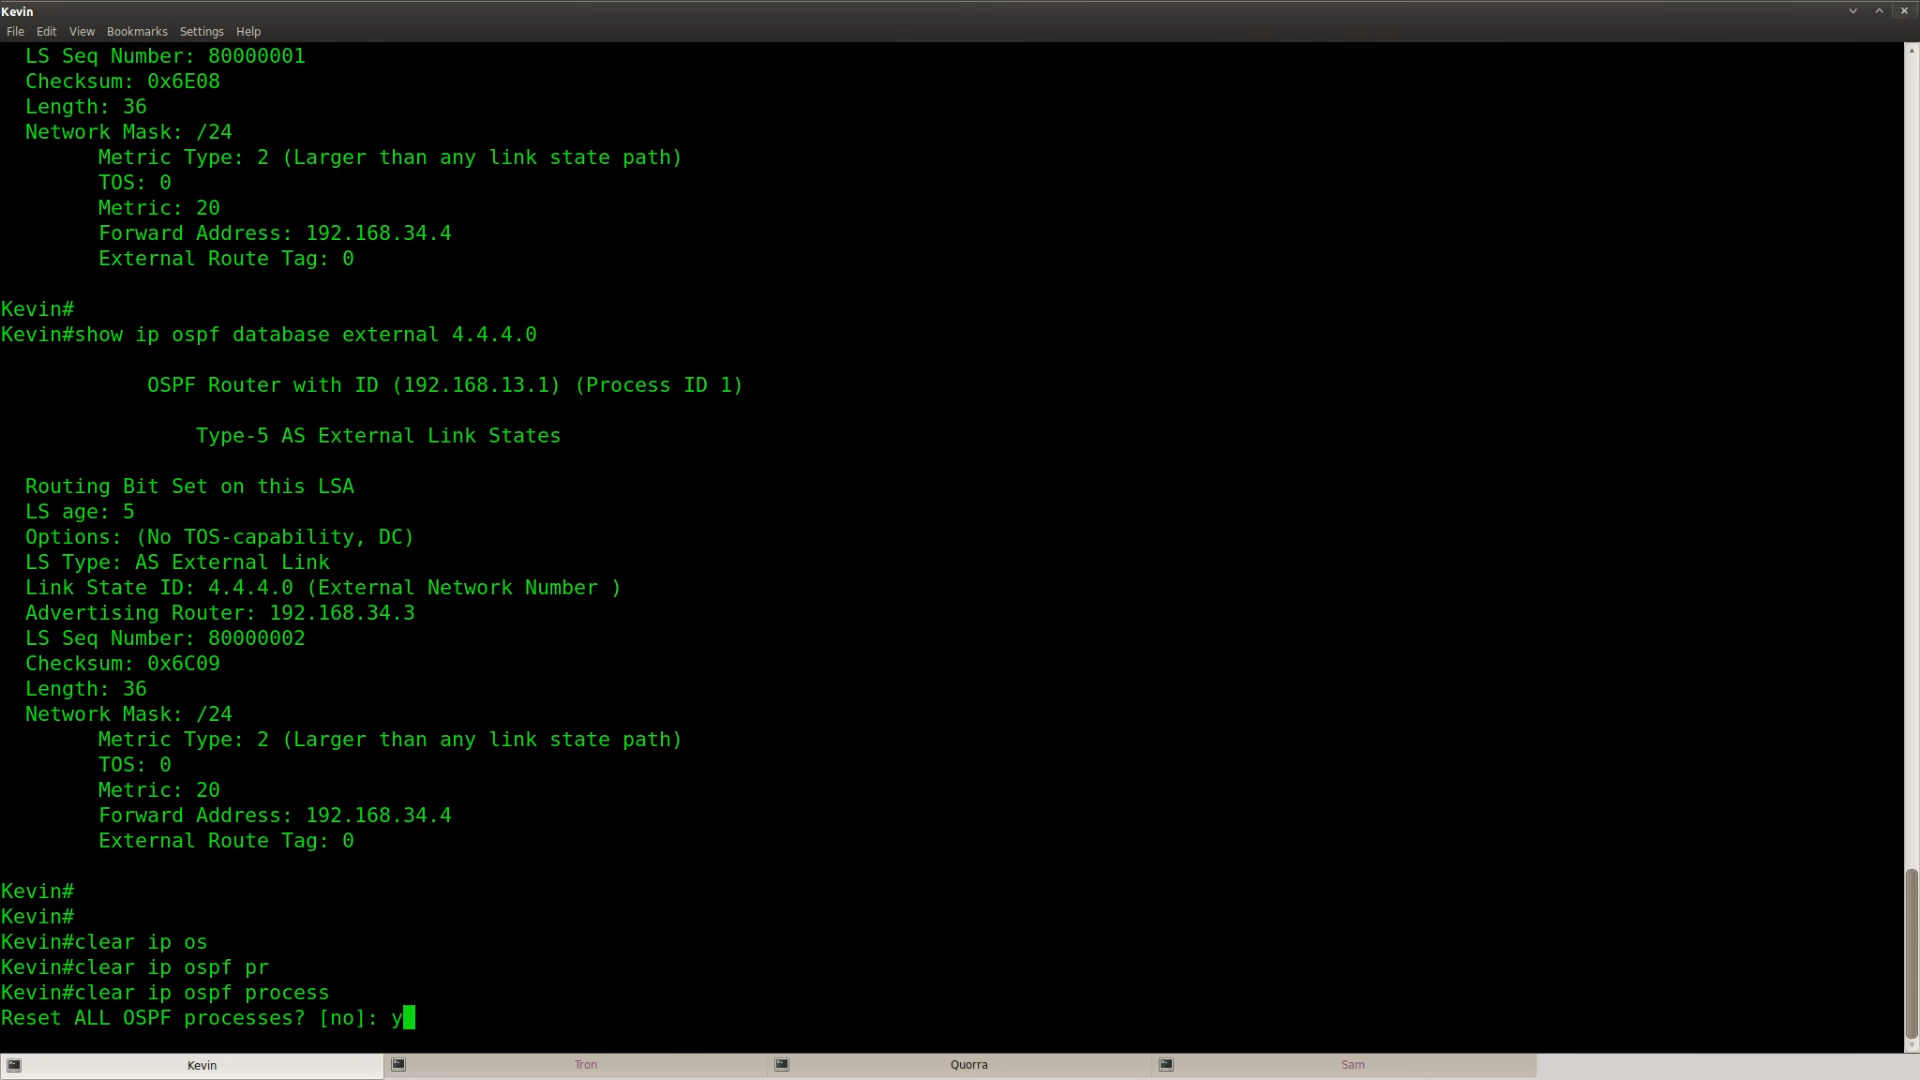 Kevin
File Edit View Bookmarks Settings Help
LS Seq Number: 80000001
Checksum: 0x6E08
Length: 36
Network Mask: /24
Metric Type: 2 (Larger than any link state path)
TOS: 0
Metric: 20
Forward Address: 192.168.34.4
External Route Tag: 0
Kevin#
Kevin#show ip ospf database external 4.4.4.0
OSPF Router with ID (192.168.13.1) (Process ID 1)
Type-5 AS External Link States
Routing Bit Set on this LSA
LS age: 5
Options: (No TOS-capability, DC)
LS Type: AS External Link
Link State ID: 4.4.4.0 (External Network Number )
Advertising Router: 192.168.34.3
LS Seq Number: 80000002
Checksum: 0x6C09
Length: 36
Network Mask: /24
Metric Type: 2 (Larger than any link state path)
TOS: 0
Metric: 20
Forward Address: 192.168.34.4
External Route Tag: 0
Kevin#
Kevin#
Kevin#clear ip os
Kevin#clear ip ospf pr
Kevin#clear ip ospf process
Reset ALL OSPF processes? [no]: y
Kevin Tron Quorra Sam